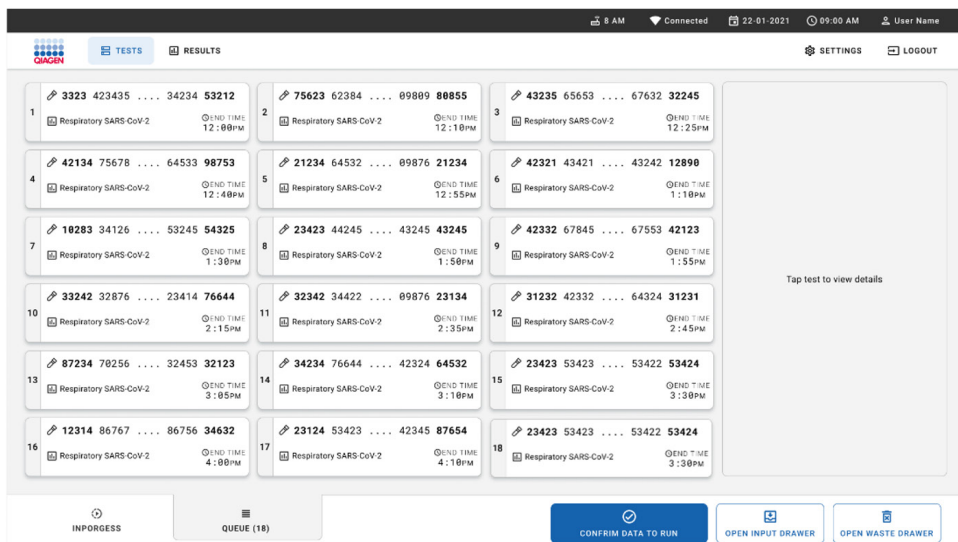 8 AM Connected 22-01-2021 09:00 AM User Name
QIAGEN TESTS RESULTS SETTINGS LOGOUT
1 3323 423435 .... 34234 53212
Respiratory SARS-CoV-2 END TIME 12:00PM
2 75623 62384 .... 09809 80855
Respiratory SARS-CoV-2 END TIME 12:10PM
3 43235 65653 .... 67632 32245
Respiratory SARS-CoV-2 END TIME 12:25PM
4 42134 75678 .... 64533 98753
Respiratory SARS-CoV-2 END TIME 12:40PM
5 21234 64532 .... 09876 21234
Respiratory SARS-CoV-2 END TIME 12:55PM
6 42321 43421 .... 43242 12890
Respiratory SARS-CoV-2 END TIME 1:10PM
7 10283 34126 .... 53245 54325
Respiratory SARS-CoV-2 END TIME 1:30PM
8 23423 44245 .... 43245 43245
Respiratory SARS-CoV-2 END TIME 1:50PM
9 42332 67845 .... 67553 42123
Respiratory SARS-CoV-2 END TIME 1:55PM
10 33242 32876 .... 23414 76644
Respiratory SARS-CoV-2 END TIME 2:15PM
11 32342 34422 .... 09876 23134
Respiratory SARS-CoV-2 END TIME 2:35PM
12 31232 42332 .... 64324 31231
Respiratory SARS-CoV-2 END TIME 2:45PM
13 87234 70256 .... 32453 32123
Respiratory SARS-CoV-2 END TIME 3:05PM
14 34234 76644 .... 42324 64532
Respiratory SARS-CoV-2 END TIME 3:10PM
15 23423 53423 .... 53422 53424
Respiratory SARS-CoV-2 END TIME 3:30PM
16 12314 86767 .... 86756 34632
Respiratory SARS-CoV-2 END TIME 4:00PM
17 23124 53423 .... 42345 87654
Respiratory SARS-CoV-2 END TIME 4:10PM
18 23423 53423 .... 53422 53424
Respiratory SARS-CoV-2 END TIME 3:30PM
Tap test to view details
INPORGESS QUEUE (18) CONFRIM DATA TO RUN OPEN INPUT DRAWER OPEN WASTE DRAWER